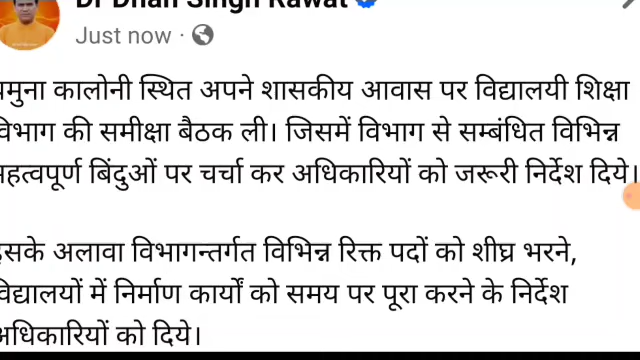 Dr Dhan Singh Rawat
Just now
यमुना कालोनी स्थित अपने शासकीय आवास पर विद्यालयी शिक्षा
विभाग की समीक्षा बैठक ली। जिसमें विभाग से सम्बंधित विभिन्न
महत्वपूर्ण बिंदुओं पर चर्चा कर अधिकारियों को जरूरी निर्देश दिये।
इसके अलावा विभागन्तर्गत विभिन्न रिक्त पदों को शीघ्र भरने,
विद्यालयों में निर्माण कार्यों को समय पर पूरा करने के निर्देश
अधिकारियों को दिये।